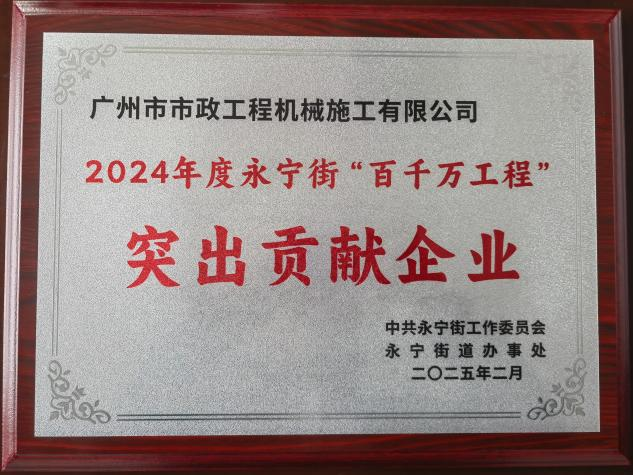 广州市市政工程机械施工有限公司
2024年度永宁街“百千万工程”
突出贡献企业
中共永宁街工作委员会
永宁街道办事处
二〇二五年二月